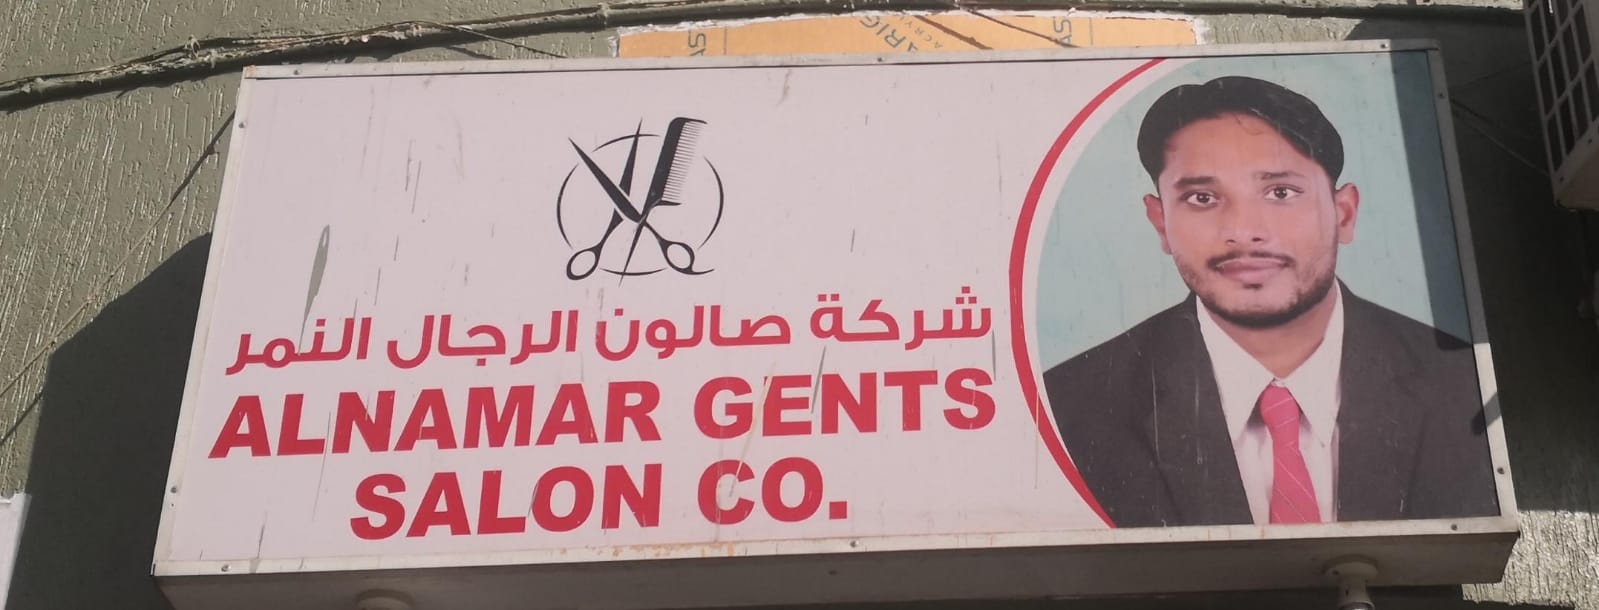 شركة صالون الرجال النمر
ALNAMAR GENTS
SALON CO.